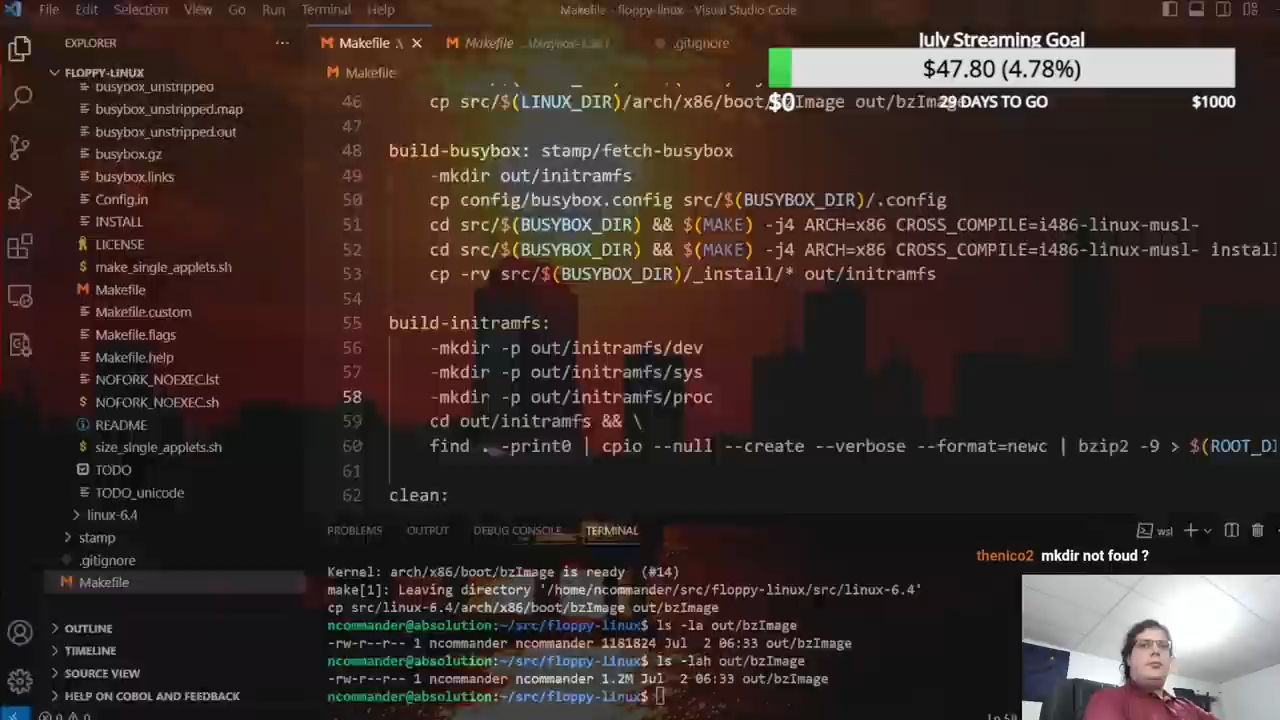 File Edit Selection View Go Run Terminal Help
Makefile - floppy-linux - Visual Studio Code
EXPLORER
Makefile
Makefile
.gitignore
FLOPPY-LINUX
Makefile
busybox_unstripped
busybox_unstripped.map
busybox_unstripped.out
busybox.gz
busybox.links
Config.in
INSTALL
LICENSE
make_single_applets.sh
Makefile
Makefile.custom
Makefile.flags
Makefile.help
NOFORK_NOEXEC.lst
NOFORK_NOEXEC.sh
README
size_single_applets.sh
TODO
TODO_unicode
linux-6.4
stamp
.gitignore
Makefile
OUTLINE
TIMELINE
SOURCE VIEW
HELP ON COBOL AND FEEDBACK
July Streaming Goal
$47.80 (4.78%)
$0 29 DAYS TO GO $1000
46 cp src/$(LINUX_DIR)/arch/x86/boot/bzImage out/bzImage
47
48 build-busybox: stamp/fetch-busybox
49 -mkdir out/initramfs
50 cp config/busybox.config src/$(BUSYBOX_DIR)/.config
51 cd src/$(BUSYBOX_DIR) && $(MAKE) -j4 ARCH=x86 CROSS_COMPILE=i486-linux-musl-
52 cd src/$(BUSYBOX_DIR) && $(MAKE) -j4 ARCH=x86 CROSS_COMPILE=i486-linux-musl- install
53 cp -rv src/$(BUSYBOX_DIR)/_install/* out/initramfs
54
55 build-initramfs:
56 -mkdir -p out/initramfs/dev
57 -mkdir -p out/initramfs/sys
58 -mkdir -p out/initramfs/proc
59 cd out/initramfs && \
60 find . -print0 | cpio --null --create --verbose --format=newc | bzip2 -9 > $(ROOT_DI
61
62 clean:
PROBLEMS OUTPUT DEBUG CONSOLE TERMINAL
wsl
thenico2 mkdir not foud ?
Kernel: arch/x86/boot/bzImage is ready (#14)
make[1]: Leaving directory '/home/ncommander/src/floppy-linux/src/linux-6.4'
cp src/linux-6.4/arch/x86/boot/bzImage out/bzImage
ncommander@absolution:~/src/floppy-linux$ ls -la out/bzImage
-rw-r--r-- 1 ncommander ncommander 1181824 Jul 2 06:33 out/bzImage
ncommander@absolution:~/src/floppy-linux$ ls -lah out/bzImage
-rw-r--r-- 1 ncommander ncommander 1.2M Jul 2 06:33 out/bzImage
ncommander@absolution:~/src/floppy-linux$